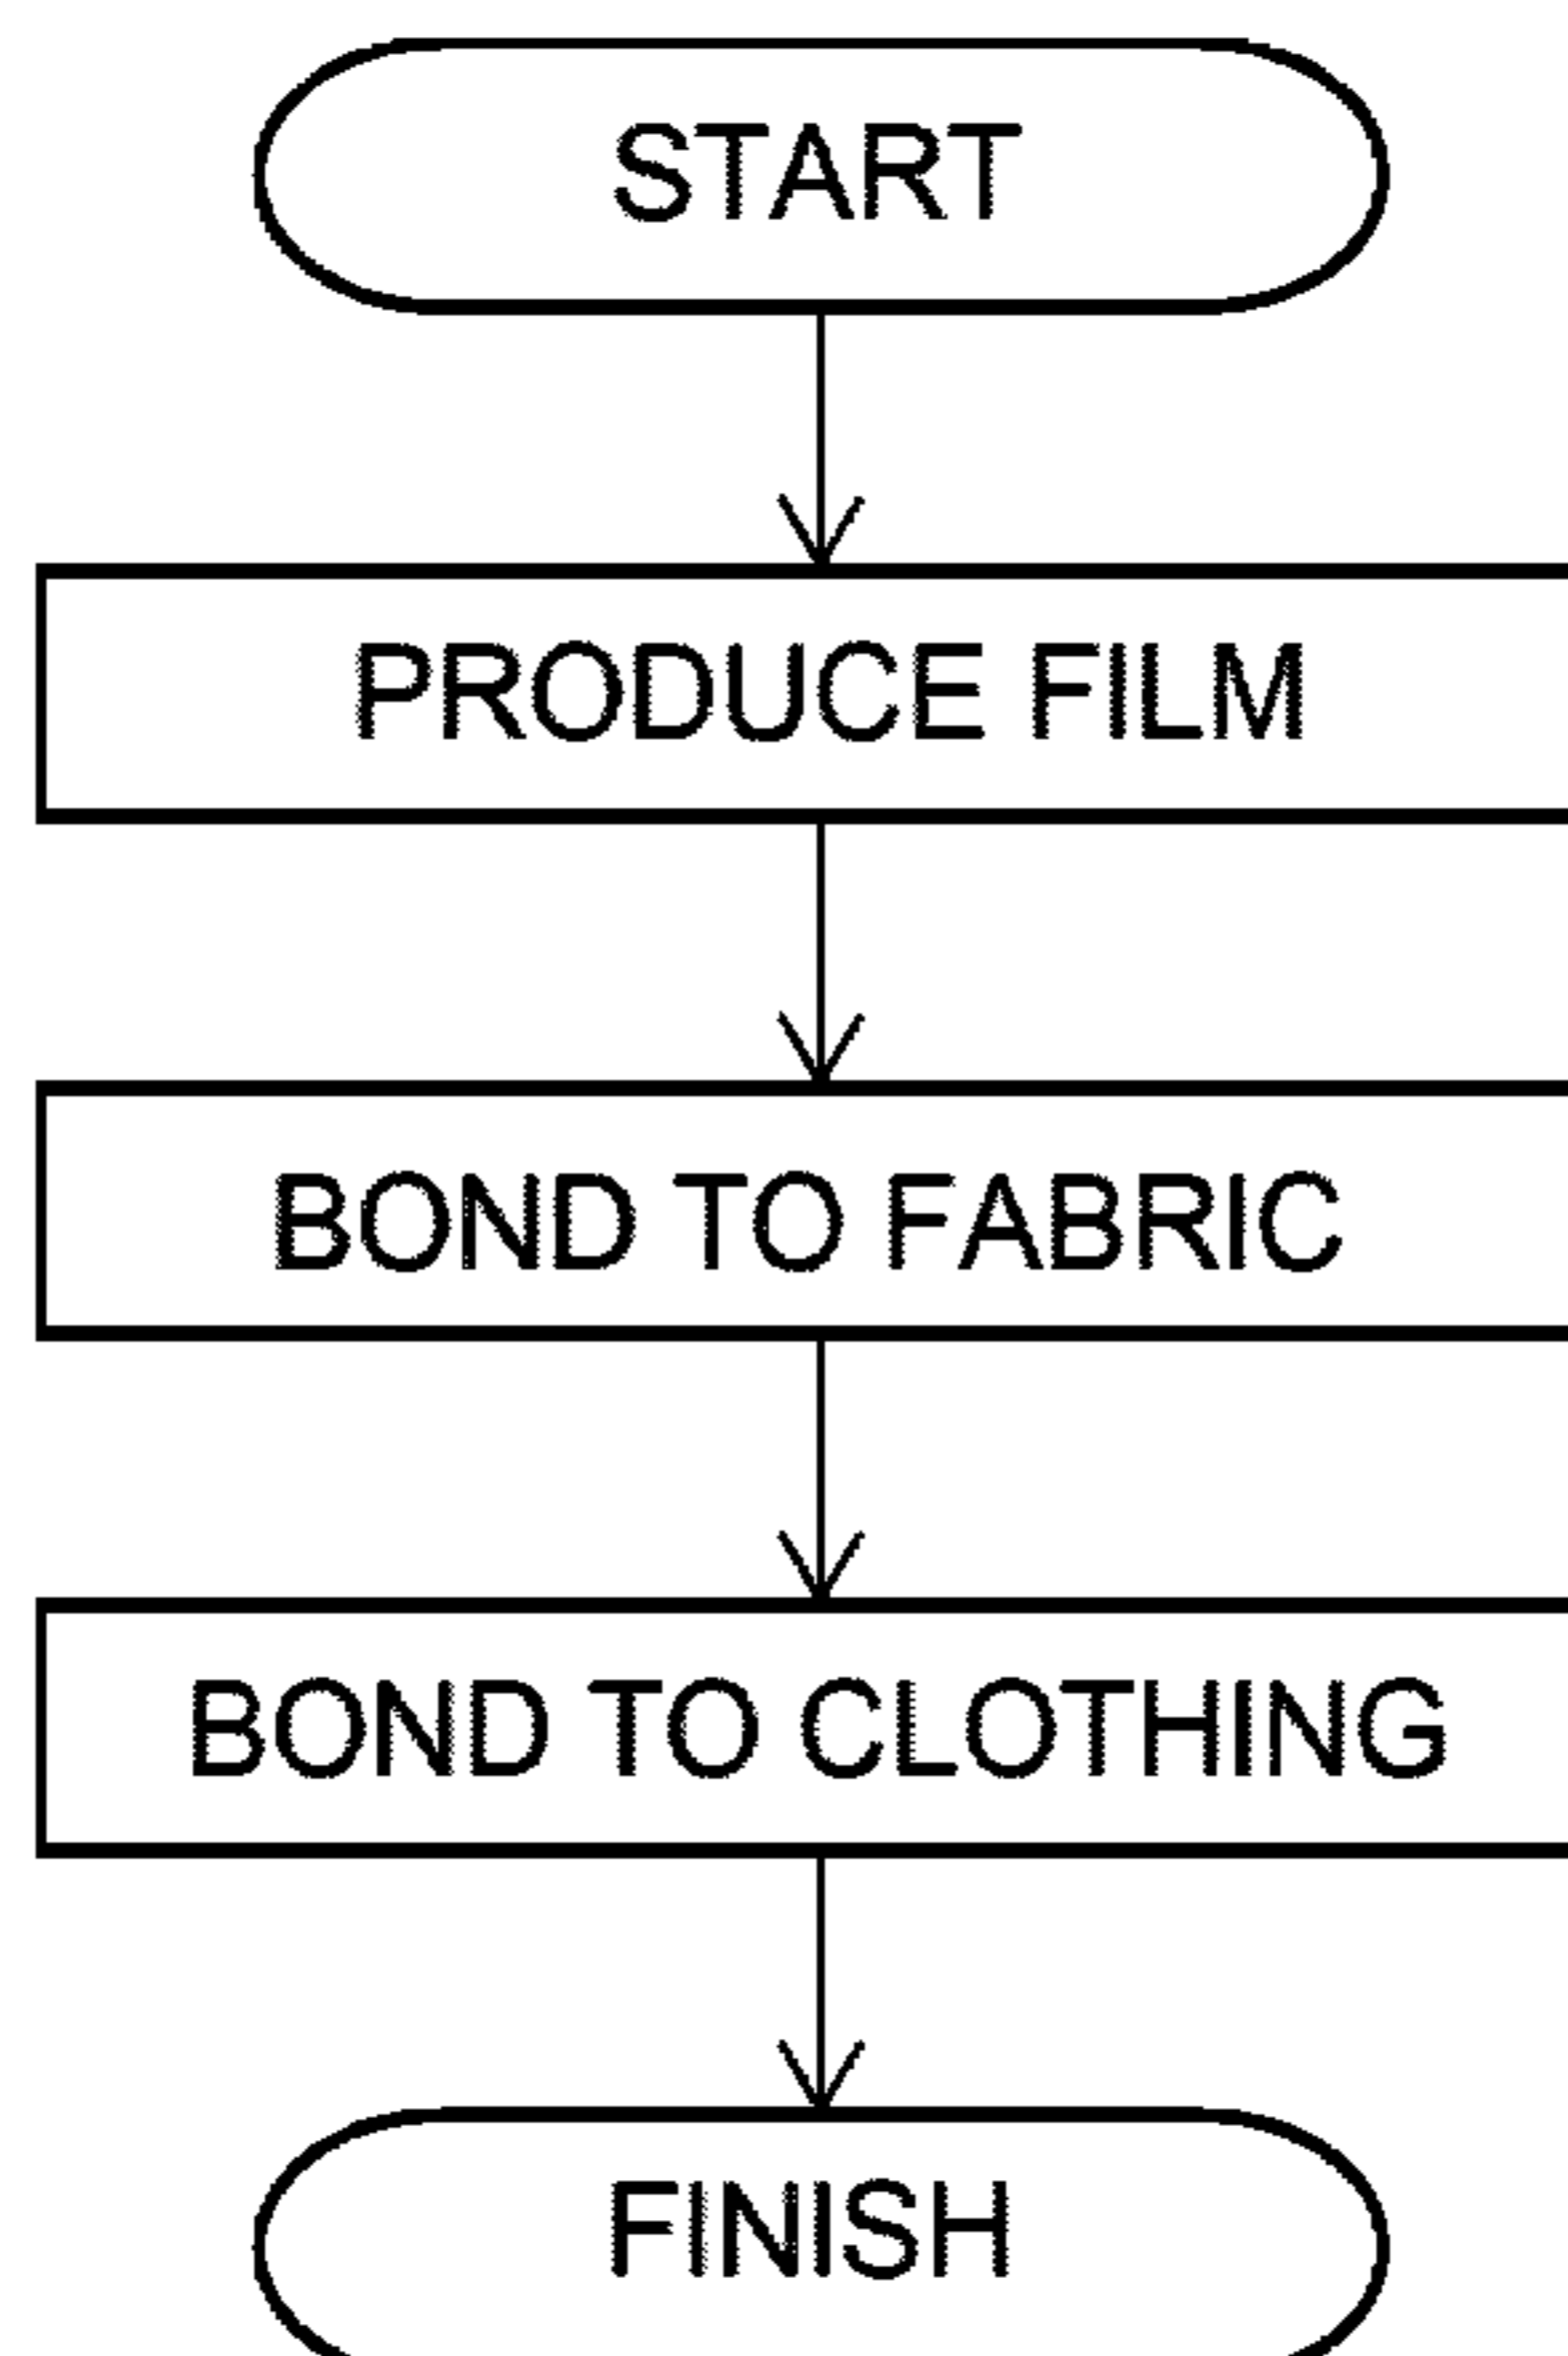 START
PRODUCE FILM
BOND TO FABRIC
BOND TO CLOTHING
FINISH